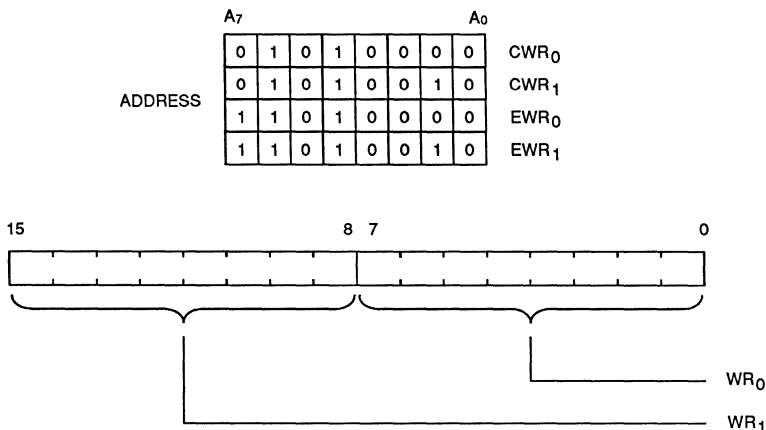 A7 A0
0 1 0 1 0 0 0 0 CWR0
0 1 0 1 0 0 1 0 CWR1
ADDRESS
1 1 0 1 0 0 0 0 EWR0
1 1 0 1 0 0 1 0 EWR1
15 8 7 0
WR0
WR1